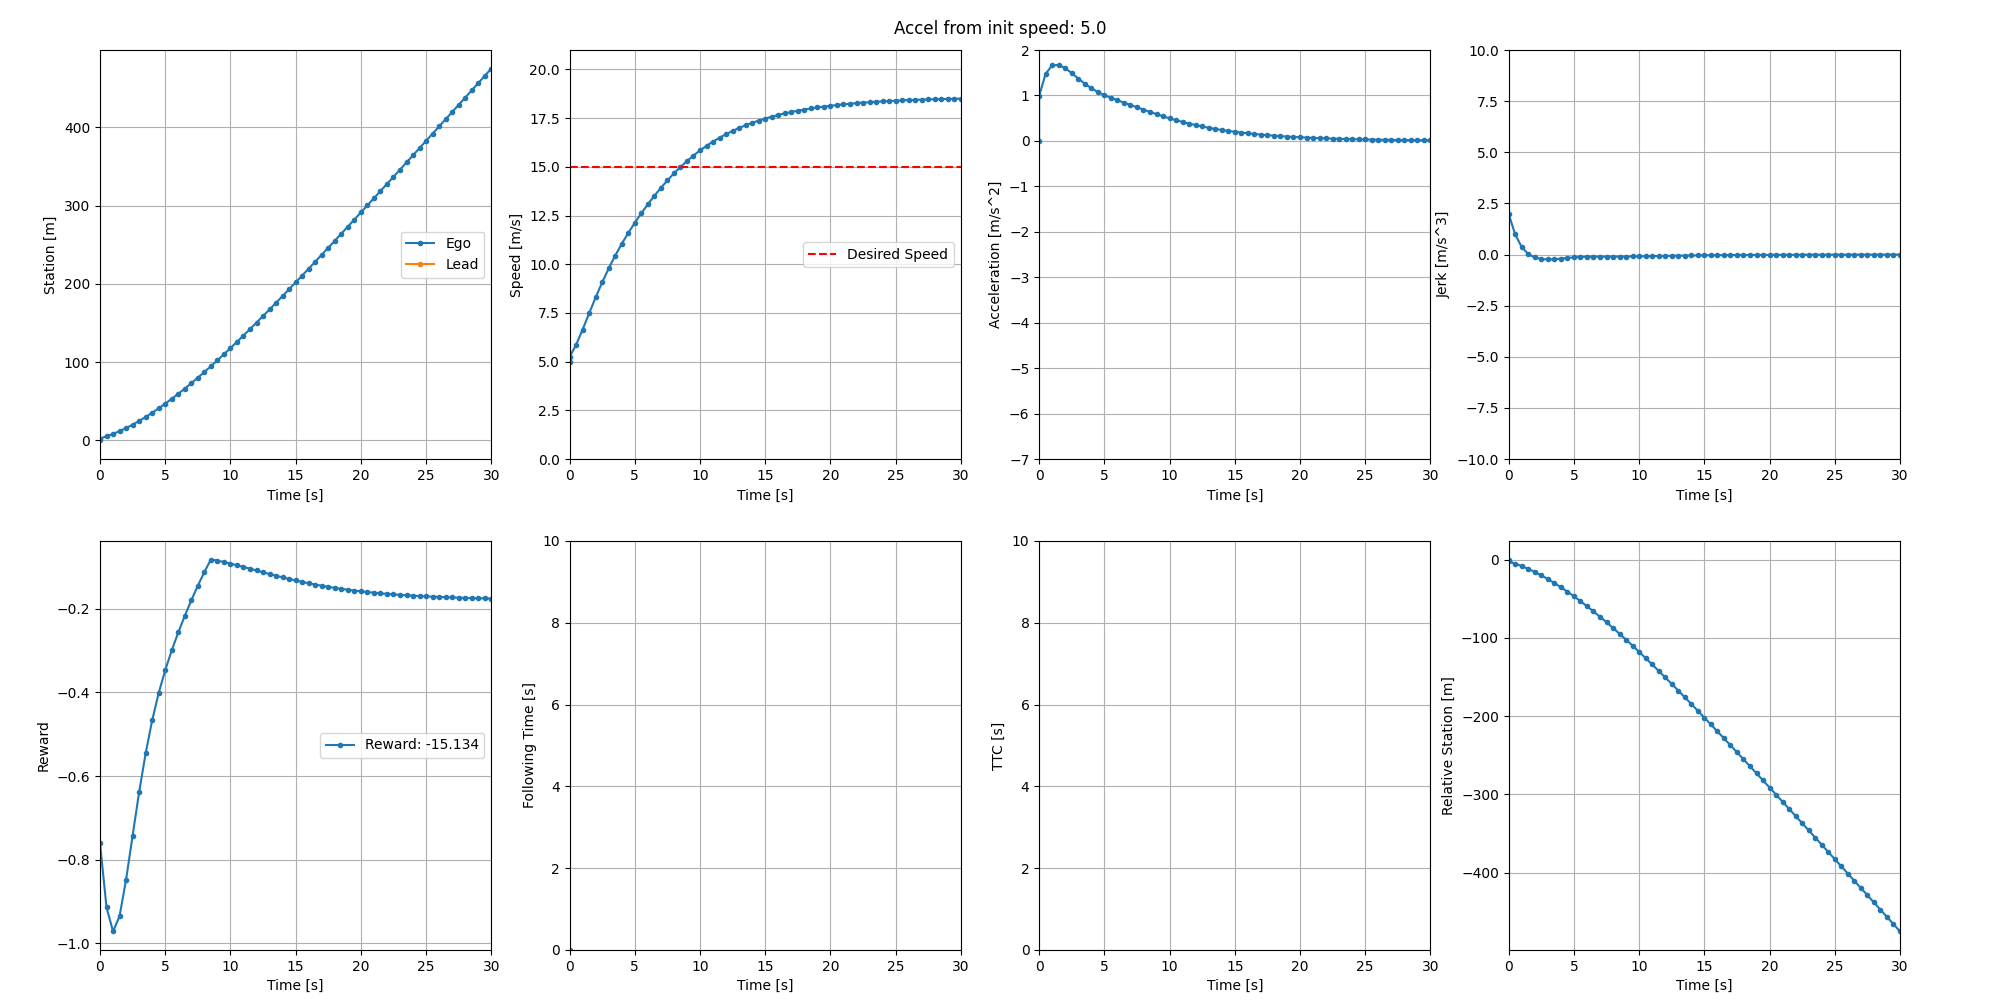 Accel from init speed: 5.0
Station [m]
400
300
200
100
0
0 5 10 15 20 25 30
Time [s]
Ego
Lead
Speed [m/s]
20.0
17.5
15.0
12.5
10.0
7.5
5.0
2.5
0.0
0 5 10 15 20 25 30
Time [s]
Desired Speed
Acceleration [m/s^2]
2
1
0
−1
−2
−3
−4
−5
−6
−7
0 5 10 15 20 25 30
Time [s]
Jerk [m/s^3]
10.0
7.5
5.0
2.5
0.0
−2.5
−5.0
−7.5
−10.0
0 5 10 15 20 25 30
Time [s]
Reward
−0.2
−0.4
−0.6
−0.8
−1.0
0 5 10 15 20 25 30
Time [s]
Reward: -15.134
Following Time [s]
10
8
6
4
2
0
0 5 10 15 20 25 30
Time [s]
TTC [s]
10
8
6
4
2
0
0 5 10 15 20 25 30
Time [s]
Relative Station [m]
0
−100
−200
−300
−400
0 5 10 15 20 25 30
Time [s]